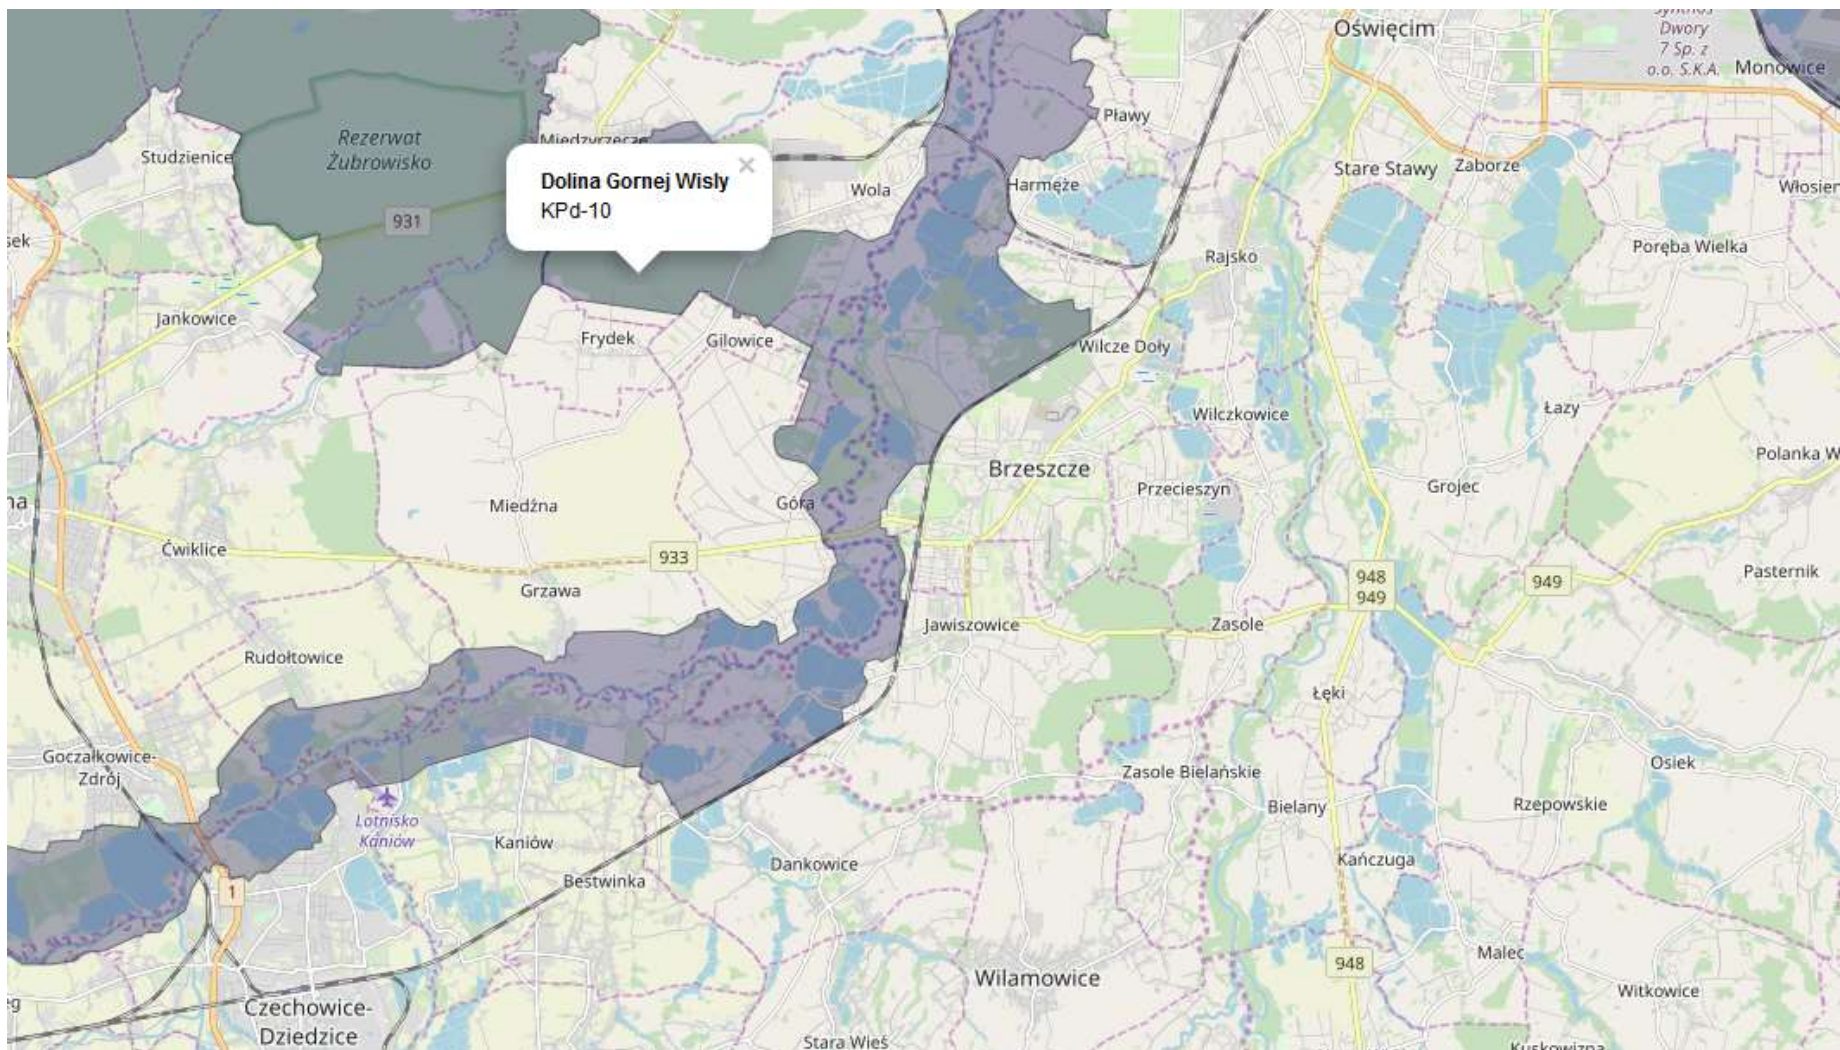 Oświęcim
Dwory
7 Sp. z
o.o. S.K.A.
Monowice
Pławy
Rezerwat
Żubrowisko
Studzienice
Międzyrzecze
Dolina Gornej Wisly
KPd-10
×
Wola
Harmęże
Stare Stawy
Zaborze
931
Rajsko
Poręba Wielka
Jankowice
Frydek
Gilowice
Wilcze Doły
Wilczkowice
Łazy
Polanka W
Brzeszcze
Przecieszyn
Grojec
Miedźna
Góra
na
Ćwiklice
933
Grzawa
948
949
949
Pasternik
Jawiszowice
Zasole
Rudołtowice
Łęki
Goczałkowice-
Zdrój
Zasole Bielańskie
Osiek
Bielany
Rzepowskie
Lotnisko
Kaniów
Kaniów
Dankowice
Kańczuga
Bestwinka
1
Malec
948
Wilamowice
Witkowice
Czechowice-
Dziedzice
Stara Wieś